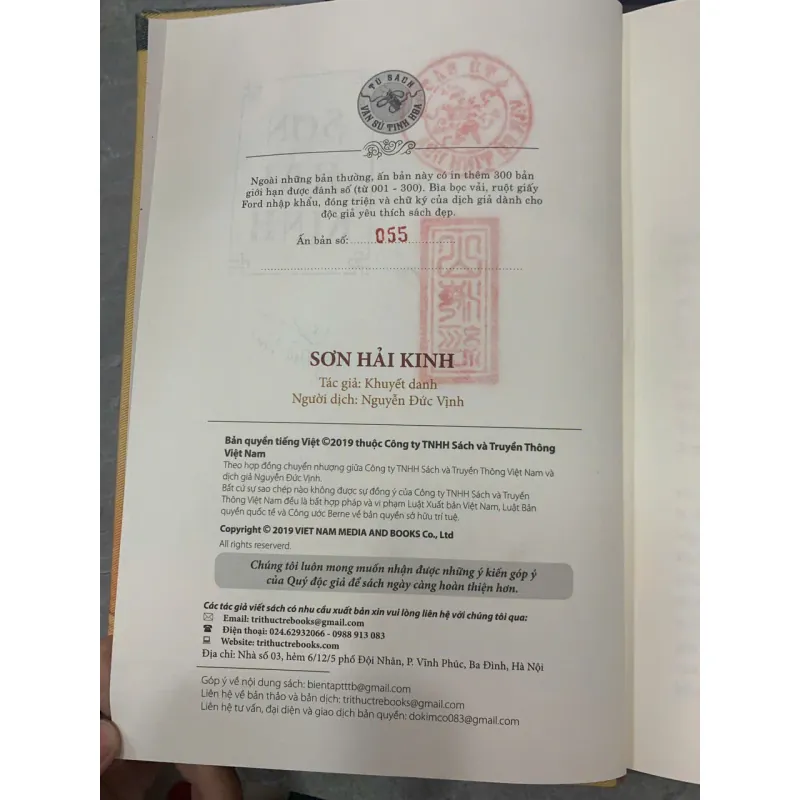 TỦ SÁCH
VĂN SỬ TINH HOA
Ngoài những bản thường, ấn bản này có in thêm 300 bản
giới hạn được đánh số (từ 001 - 300). Bìa bọc vải, ruột giấy
Ford nhập khẩu, đóng triện và chữ ký của dịch giả dành cho
độc giả yêu thích sách đẹp.
Ấn bản số: 055
SƠN HẢI KINH
Tác giả: Khuyết danh
Người dịch: Nguyễn Đức Vịnh
Bản quyền tiếng Việt ©2019 thuộc Công ty TNHH Sách và Truyền Thông
Việt Nam
Theo hợp đồng chuyển nhượng giữa Công ty TNHH Sách và Truyền Thông Việt Nam và
dịch giả Nguyễn Đức Vịnh.
Bất cứ sự sao chép nào không được sự đồng ý của Công ty TNHH Sách và Truyền
Thông Việt Nam đều là bất hợp pháp và vi phạm Luật Xuất bản Việt Nam, Luật Bản
quyền quốc tế và Công ước Berne về bản quyền sở hữu trí tuệ.
Copyright © 2019 VIET NAM MEDIA AND BOOKS Co., Ltd
All rights reserverd.
Chúng tôi luôn mong muốn nhận được những ý kiến góp ý
của Quý độc giả để sách ngày càng hoàn thiện hơn.
Các tác giả viết sách có nhu cầu xuất bản xin vui lòng liên hệ với chúng tôi qua:
Email: trithuctrebooks@gmail.com
Điện thoại: 024.62932066 - 0988 913 083
Website: trithuctrebooks.com
Địa chỉ: Nhà số 03, hẻm 6/12/5 phố Đội Nhân, P. Vĩnh Phúc, Ba Đình, Hà Nội
Góp ý về nội dung sách: bientaptttb@gmail.com
Liên hệ về bản thảo và bản dịch: trithuctrebooks@gmail.com
Liên hệ tư vấn, đại diện và giao dịch bản quyền: dokimco083@gmail.com